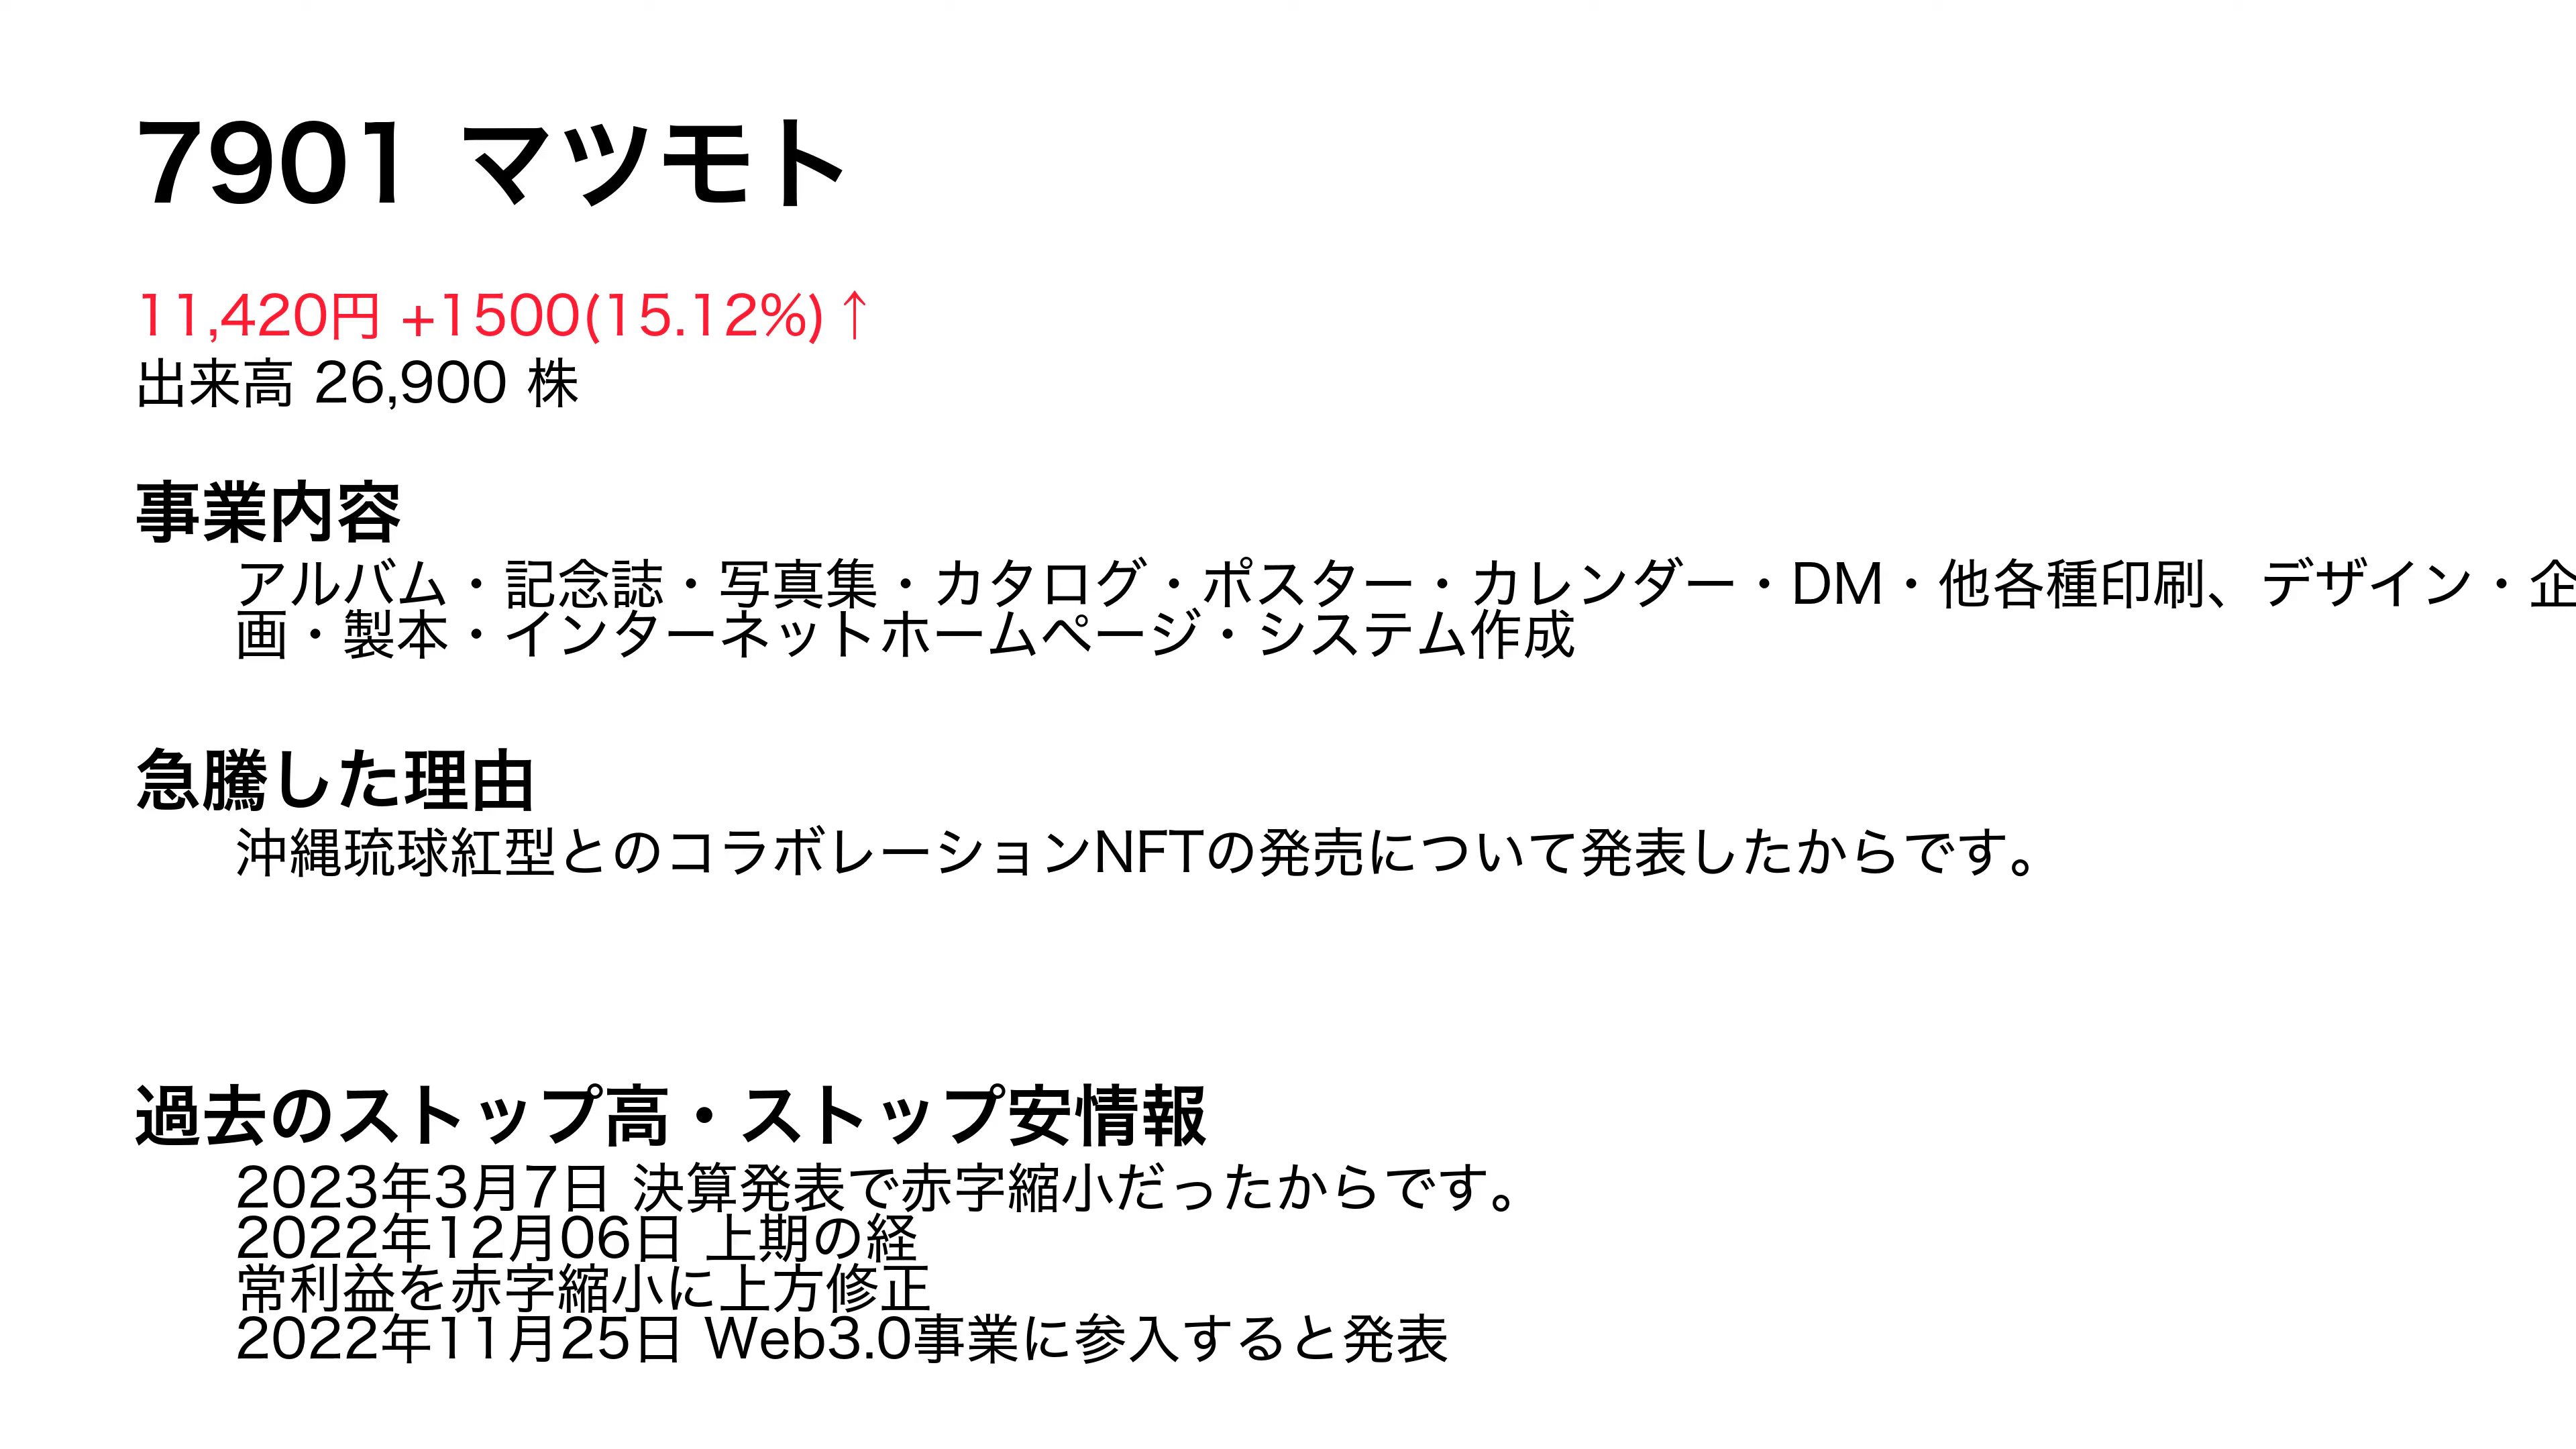 7901 マツモト
11,420円 +1500(15.12%)↑
出来高 26,900 株
事業内容
アルバム・記念誌・写真集・カタログ・ポスター・カレンダー・DM・他各種印刷、デザイン・企
画・製本・インターネットホームページ・システム作成
急騰した理由
沖縄琉球紅型とのコラボレーションNFTの発売について発表したからです。
過去のストップ高・ストップ安情報
2023年3月7日 決算発表で赤字縮小だったからです。
2022年12月06日 上期の経
常利益を赤字縮小に上方修正
2022年11月25日 Web3.0事業に参入すると発表